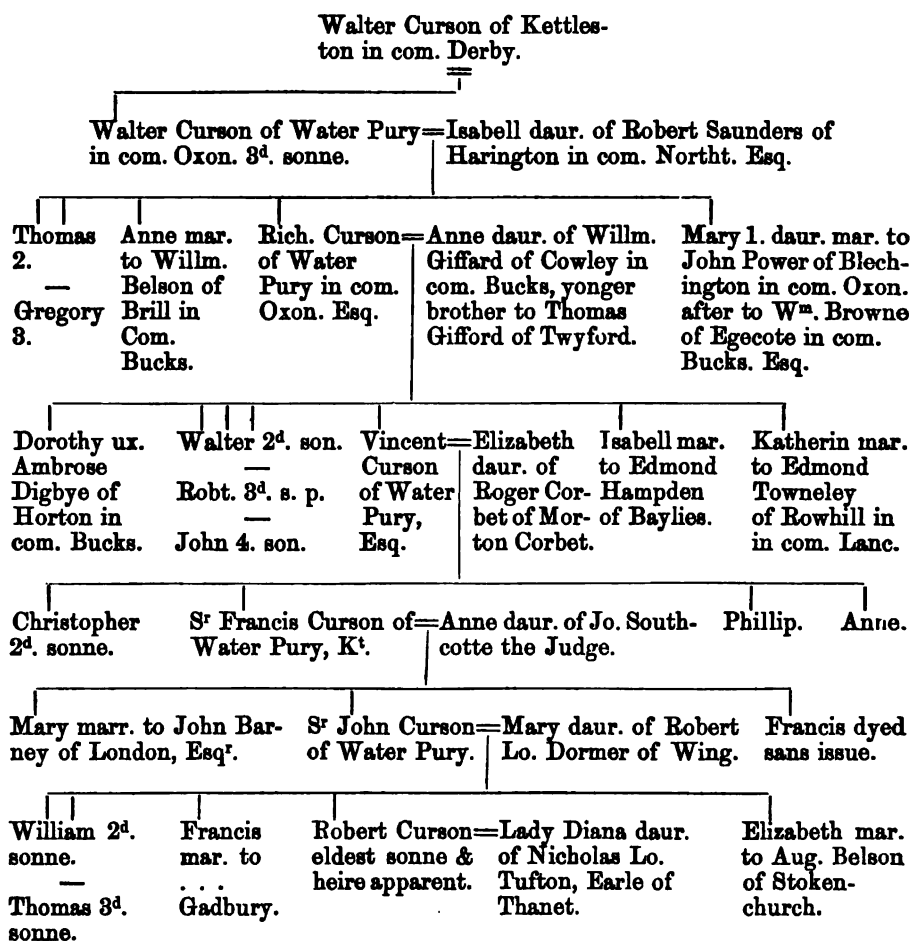 Walter Curson of Kettles-
ton in com. Derby.
Walter Curson of Water Pury=Isabell daur. of Robert Saunders of
in com. Oxon. 3d. sonne. Harington in com. Northt. Esq.
Thomas
2.
—
Gregory
3.
Anne mar.
to Willm.
Belson of
Brill in
Com.
Bucks.
Rich. Curson=
of Water
Pury in com.
Oxon. Esq.
Anne daur. of Willm.
Giffard of Cowley in
com. Bucks, yonger
brother to Thomas
Gifford of Twyford.
Mary 1. daur. mar. to
John Power of Blech-
ington in com. Oxon.
after to Wm. Browne
of Egecote in com.
Bucks. Esq.
Dorothy ux.
Ambrose
Digbye of
Horton in
com. Bucks.
Walter 2d. son.
—
Robt. 3d. s. p.
—
John 4. son.
Vincent=
Curson
of Water
Pury,
Esq.
Elizabeth
daur. of
Roger Cor-
bet of Mor-
ton Corbet.
Isabell mar.
to Edmond
Hampden
of Baylies.
Katherin mar.
to Edmond
Towneley
of Rowhill in
in com. Lanc.
Christopher
2d. sonne.
Sr Francis Curson of=
Water Pury, Kt.
Anne daur. of Jo. South-
cotte the Judge.
Phillip.
Anne.
Mary marr. to John Bar-
ney of London, Esqr.
Sr John Curson=
of Water Pury.
Mary daur. of Robert
Lo. Dormer of Wing.
Francis dyed
sans issue.
William 2d.
sonne.
—
Thomas 3d.
sonne.
Francis
mar. to
. . .
Gadbury.
Robert Curson=
eldest sonne &
heire apparent.
Lady Diana daur.
of Nicholas Lo.
Tufton, Earle of
Thanet.
Elizabeth mar.
to Aug. Belson
of Stoken-
church.